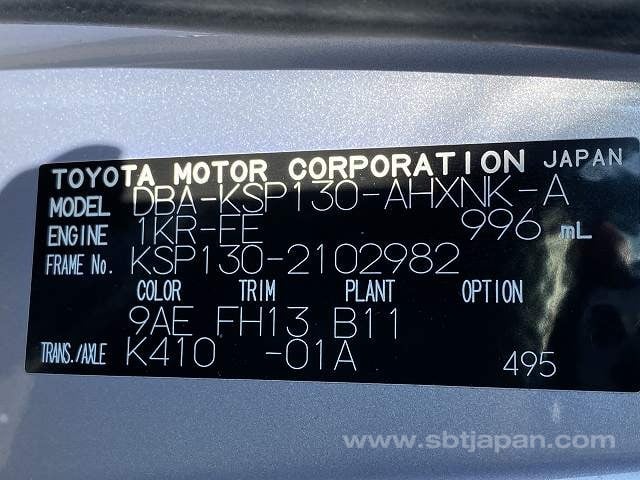 TOYOTA MOTOR CORPORATION JAPAN
MODEL DBA-KSP130-AHXNK-A
ENGINE 1KR-FE 996 mL
FRAME No. KSP130-2102982
COLOR TRIM PLANT OPTION
9AE FH13 B11
TRANS./AXLE K410 -01A 495
www.sbtjapan.com